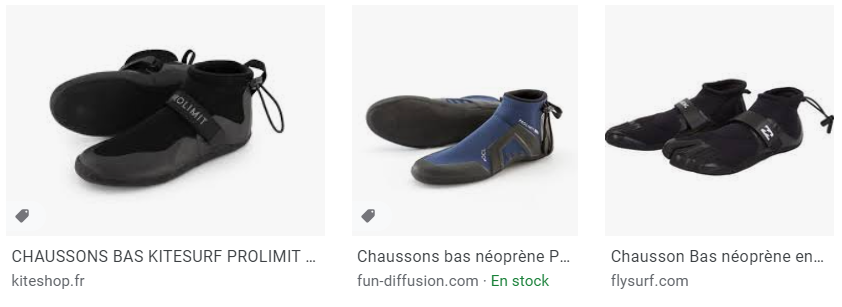 PROLIMIT
CHAUSSONS BAS KITESURF PROLIMIT ...
kiteshop.fr
Chaussons bas néoprène P...
fun-diffusion.com · En stock
Chausson Bas néoprène en...
flysurf.com